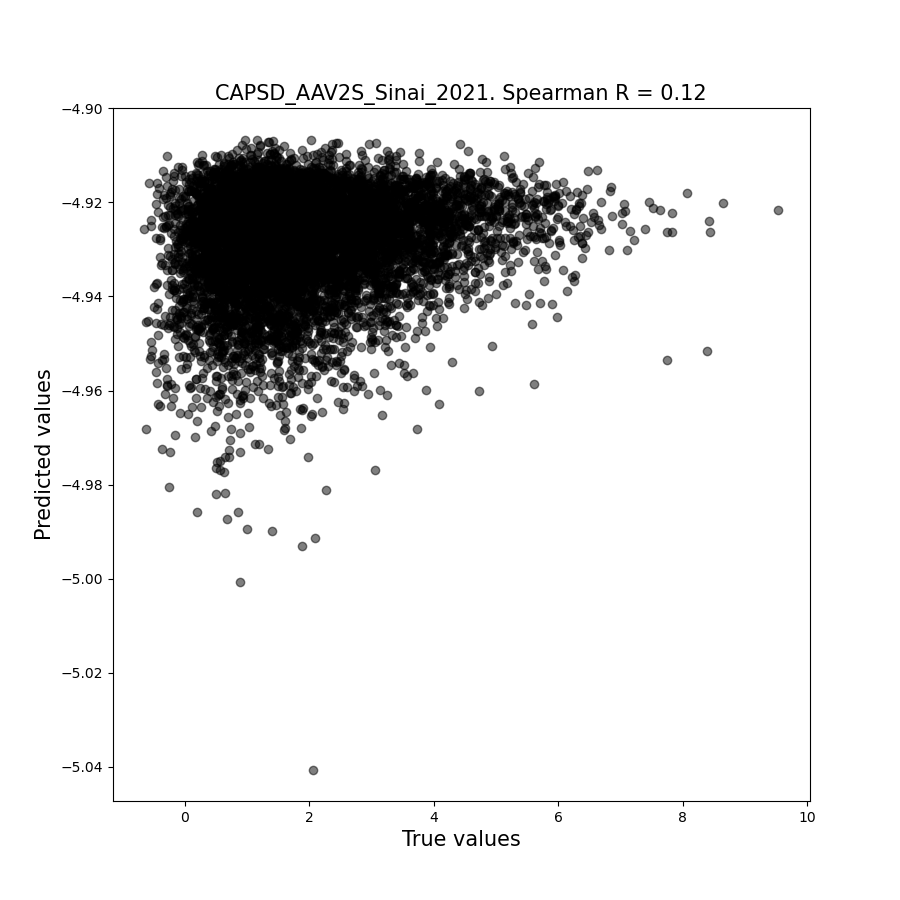 CAPSD_AAV2S_Sinai_2021. Spearman R = 0.12
Predicted values
−4.90
−4.92
−4.94
−4.96
−4.98
−5.00
−5.02
−5.04
0 2 4 6 8 10
True values